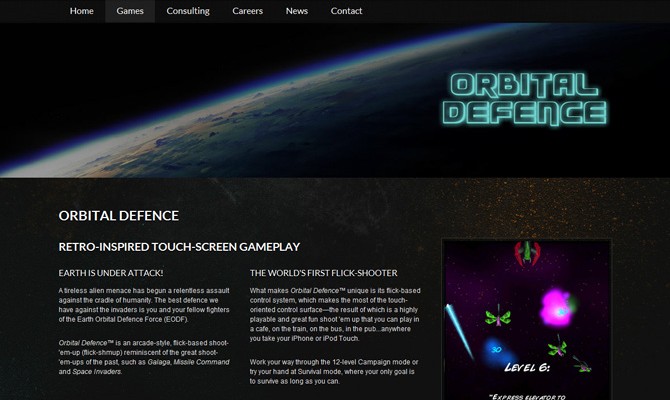 Home Games Consulting Careers News Contact
ORBITAL
DEFENCE
ORBITAL DEFENCE
RETRO-INSPIRED TOUCH-SCREEN GAMEPLAY
EARTH IS UNDER ATTACK!
A tireless alien menace has begun a relentless assault
against the cradle of humanity. The best defence we
have against the invaders is you and your fellow fighters
of the Earth Orbital Defence Force (EODF).
Orbital Defence™ is an arcade-style, flick-based shoot-
'em-up (flick-shmup) reminiscent of the great shoot-
'em-ups of the past, such as Galaga, Missile Command
and Space Invaders.
THE WORLD'S FIRST FLICK-SHOOTER
What makes Orbital Defence™ unique is its flick-based
control system, which makes the most of the touch-
oriented control surface—the result of which is a highly
playable and great fun shoot 'em up that you can play in
a cafe, on the train, on the bus, in the pub...anywhere
you take your iPhone or iPod Touch.
Work your way through the 12-level Campaign mode or
try your hand at Survival mode, where your only goal is
to survive as long as you can.
30
LEVEL 6:
"EXPRESS ELEVATOR TO